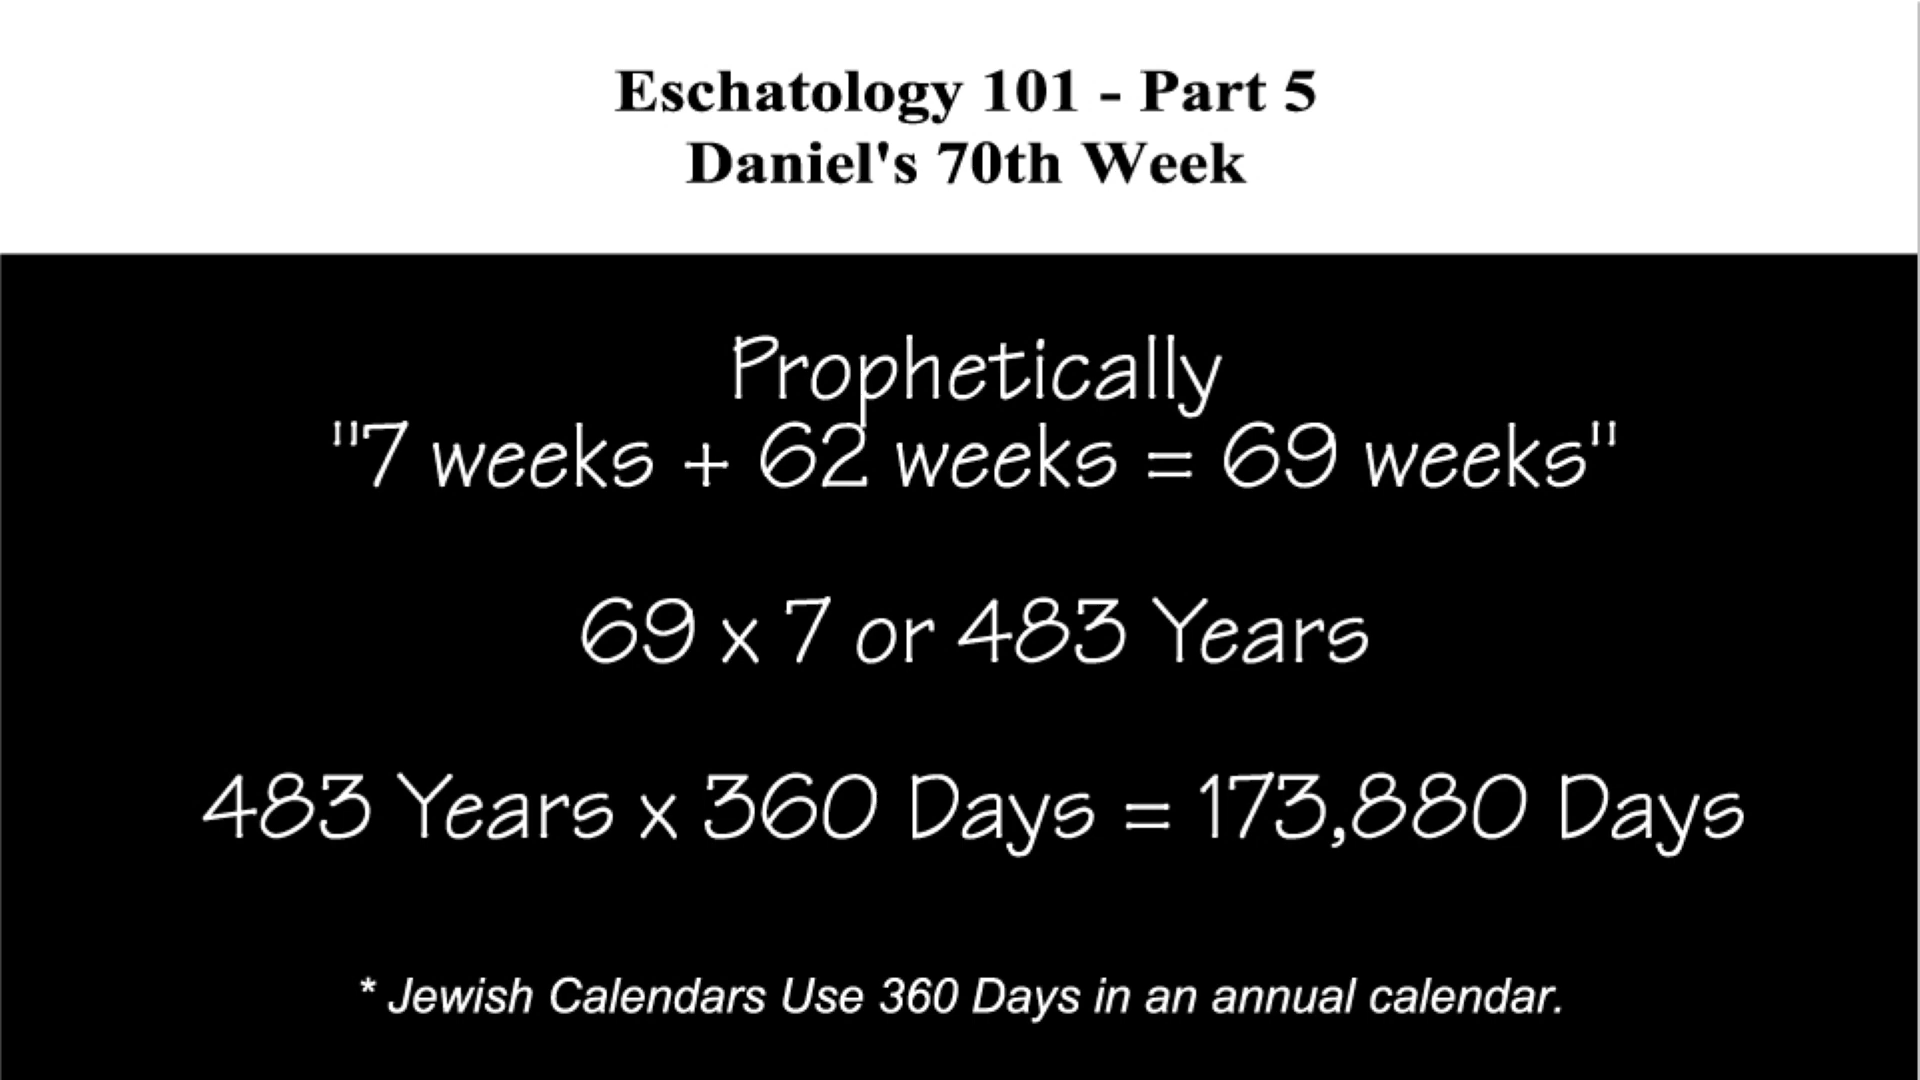 Eschatology 101 - Part 5
Daniel's 70th Week
Prophetically
"7 weeks + 62 weeks = 69 weeks"
69 x 7 or 483 Years
483 Years x 360 Days = 173,880 Days
* Jewish Calendars Use 360 Days in an annual calendar.